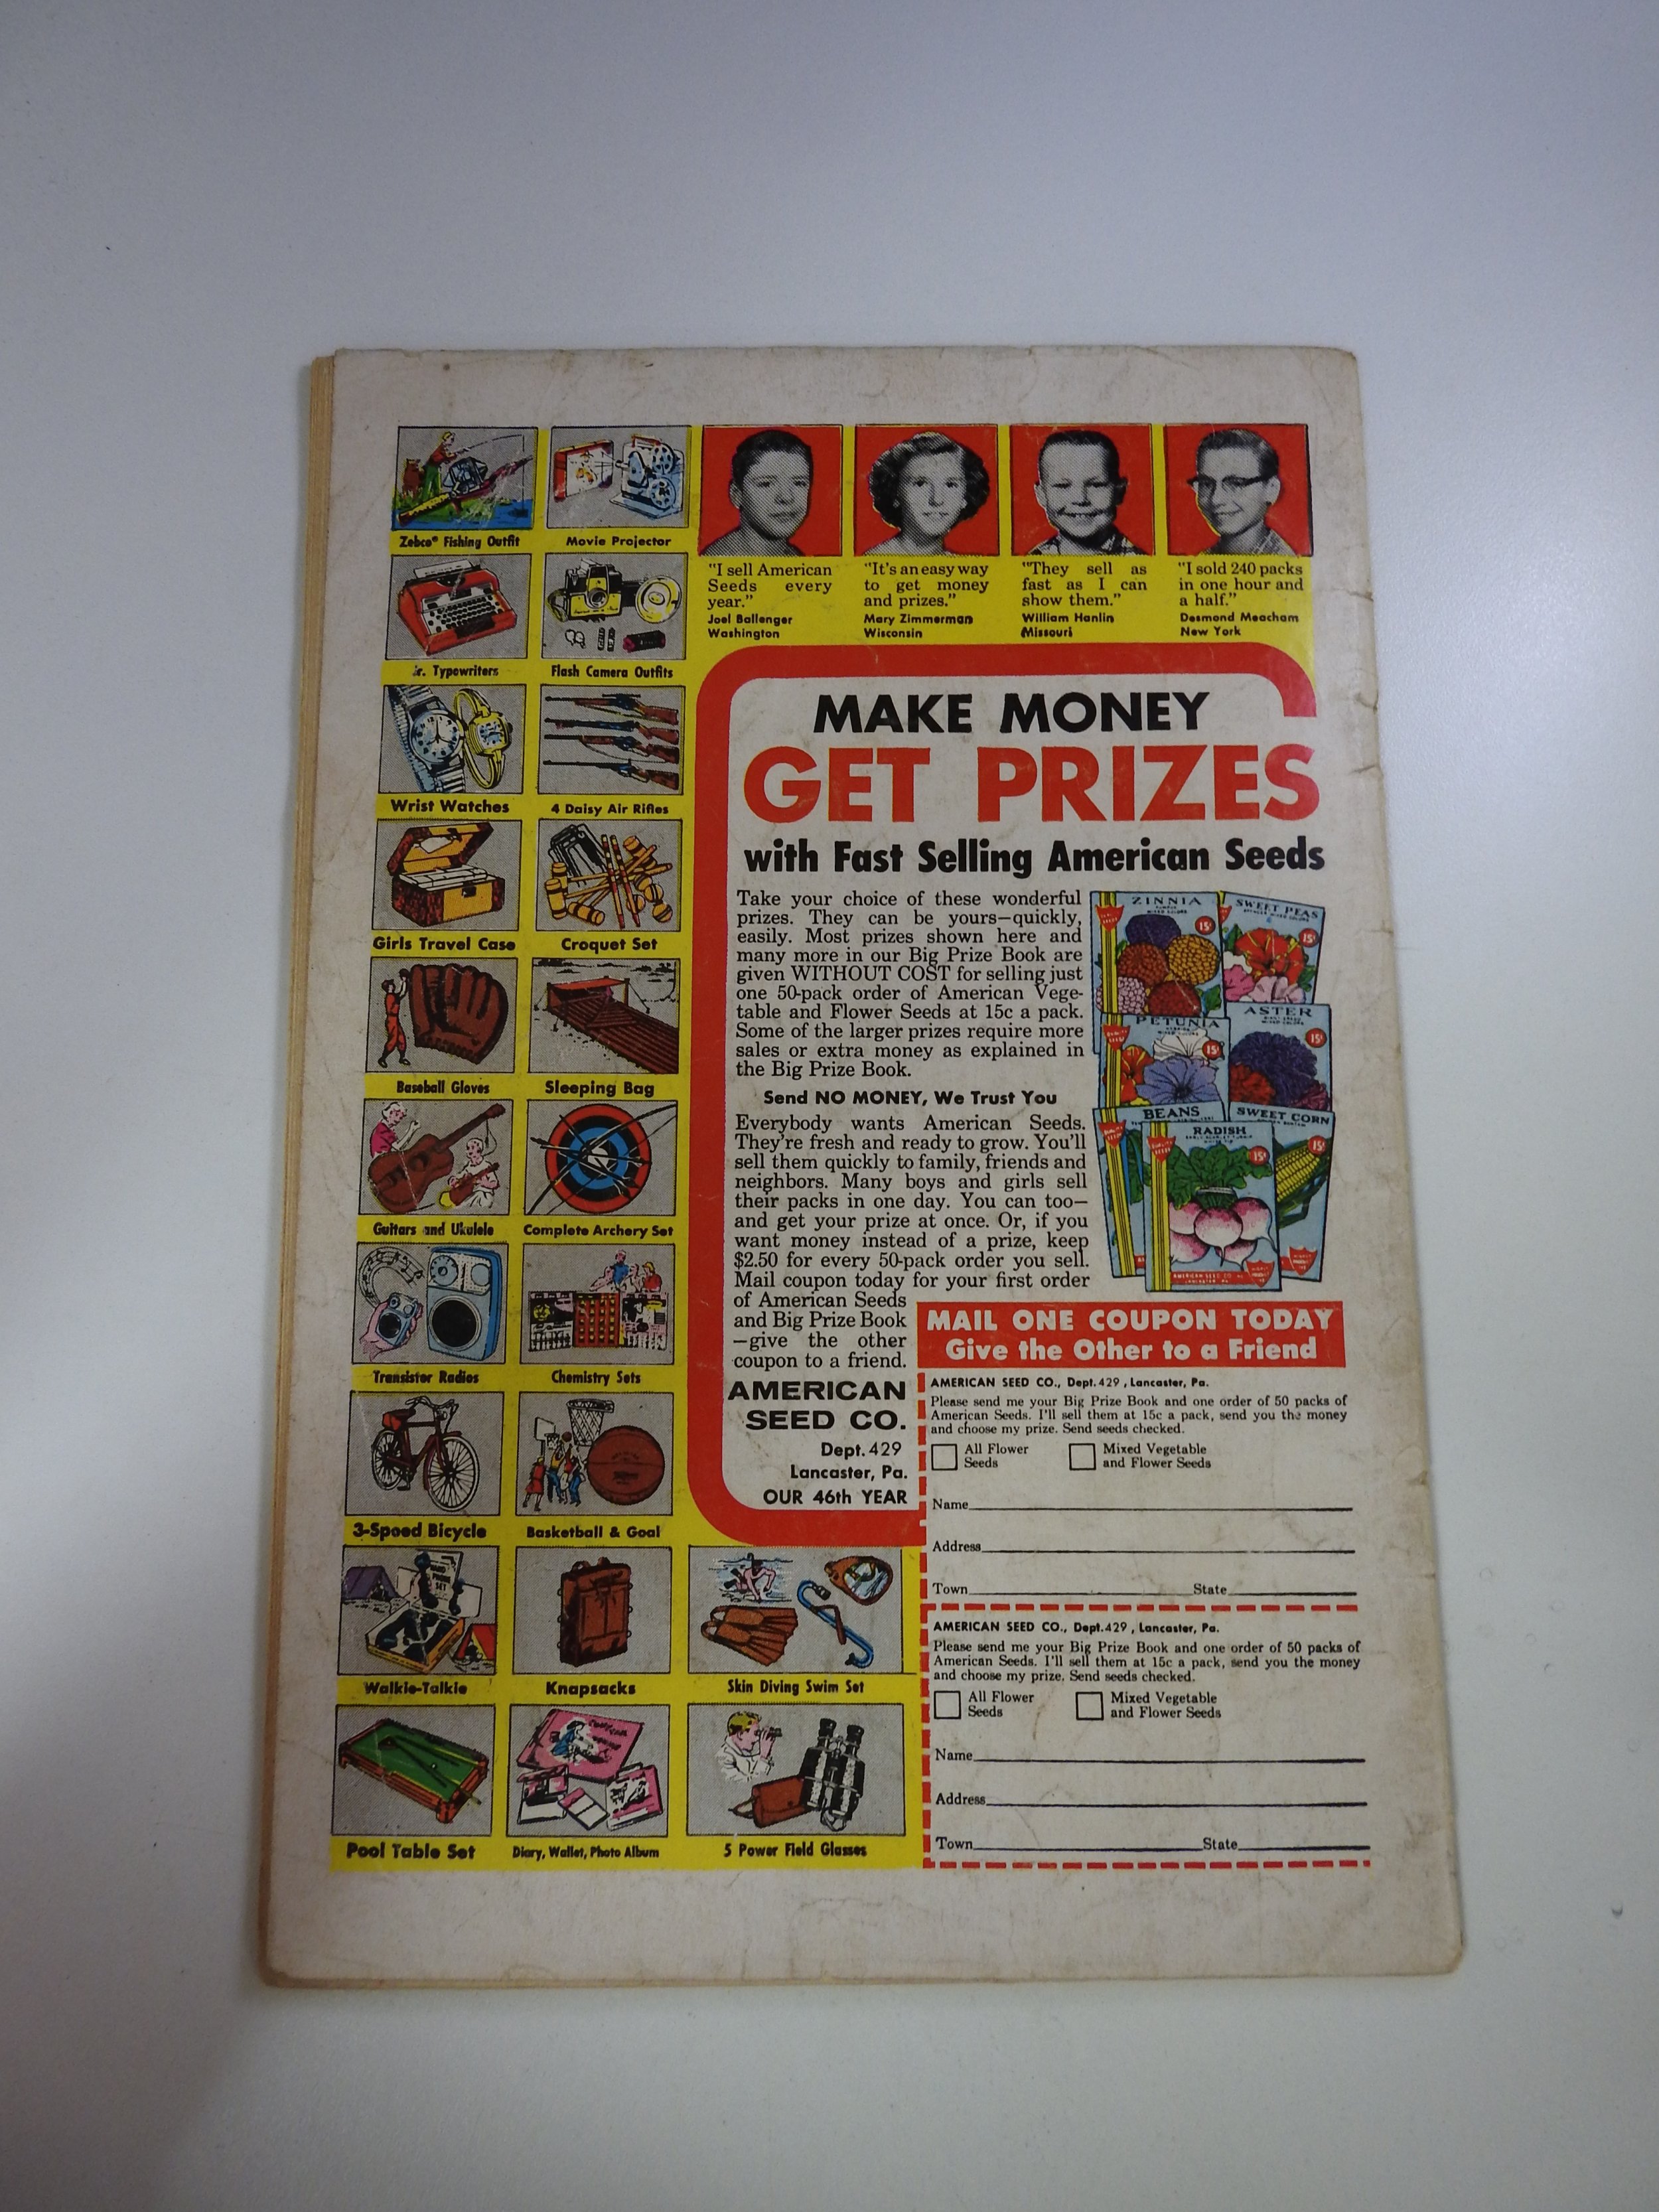 Zebco® Fishing Outfit
Movie Projector
Jr. Typewriters
Flash Camera Outfits
Wrist Watches
4 Daisy Air Rifles
Girls Travel Case
Croquet Set
Baseball Gloves
Sleeping Bag
Guitars and Ukulele
Complete Archery Set
Transistor Radios
Chemistry Sets
3-Speed Bicycle
Basketball & Goal
Walkie-Talkie
Knapsacks
Skin Diving Swim Set
Pool Table Set
Diary, Wallet, Photo Album
5 Power Field Glasses
"I sell American
Seeds every
year."
Joel Ballenger
Washington
"It's an easy way
to get money
and prizes."
Mary Zimmerman
Wisconsin
"They sell as
fast as I can
show them."
William Hanlin
Missouri
"I sold 240 packs
in one hour and
a half."
Desmond Meacham
New York
MAKE MONEY
GET PRIZES
with Fast Selling American Seeds
Take your choice of these wonderful
prizes. They can be yours—quickly,
easily. Most prizes shown here and
many more in our Big Prize Book are
given WITHOUT COST for selling just
one 50-pack order of American Vege-
table and Flower Seeds at 15c a pack.
Some of the larger prizes require more
sales or extra money as explained in
the Big Prize Book.
Send NO MONEY, We Trust You
Everybody wants American Seeds.
They're fresh and ready to grow. You'll
sell them quickly to family, friends and
neighbors. Many boys and girls sell
their packs in one day. You can too—
and get your prize at once. Or, if you
want money instead of a prize, keep
$2.50 for every 50-pack order you sell.
Mail coupon today for your first order
of American Seeds
and Big Prize Book
—give the other
coupon to a friend.
AMERICAN
SEED CO.
Dept. 429
Lancaster, Pa.
OUR 46th YEAR
ZINNIA
15¢
SWEET PEAS
15¢
PETUNIA
15¢
ASTER
15¢
BEANS
SWEET CORN
15¢
RADISH
15¢
AMERICAN SEED CO.
MAIL ONE COUPON TODAY
Give the Other to a Friend
AMERICAN SEED CO., Dept. 429, Lancaster, Pa.
Please send me your Big Prize Book and one order of 50 packs of
American Seeds. I'll sell them at 15c a pack, send you the money
and choose my prize. Send seeds checked.
All Flower
Seeds
Mixed Vegetable
and Flower Seeds
Name
Address
Town State
AMERICAN SEED CO., Dept. 429, Lancaster, Pa.
Please send me your Big Prize Book and one order of 50 packs of
American Seeds. I'll sell them at 15c a pack, send you the money
and choose my prize. Send seeds checked.
All Flower
Seeds
Mixed Vegetable
and Flower Seeds
Name
Address
Town State